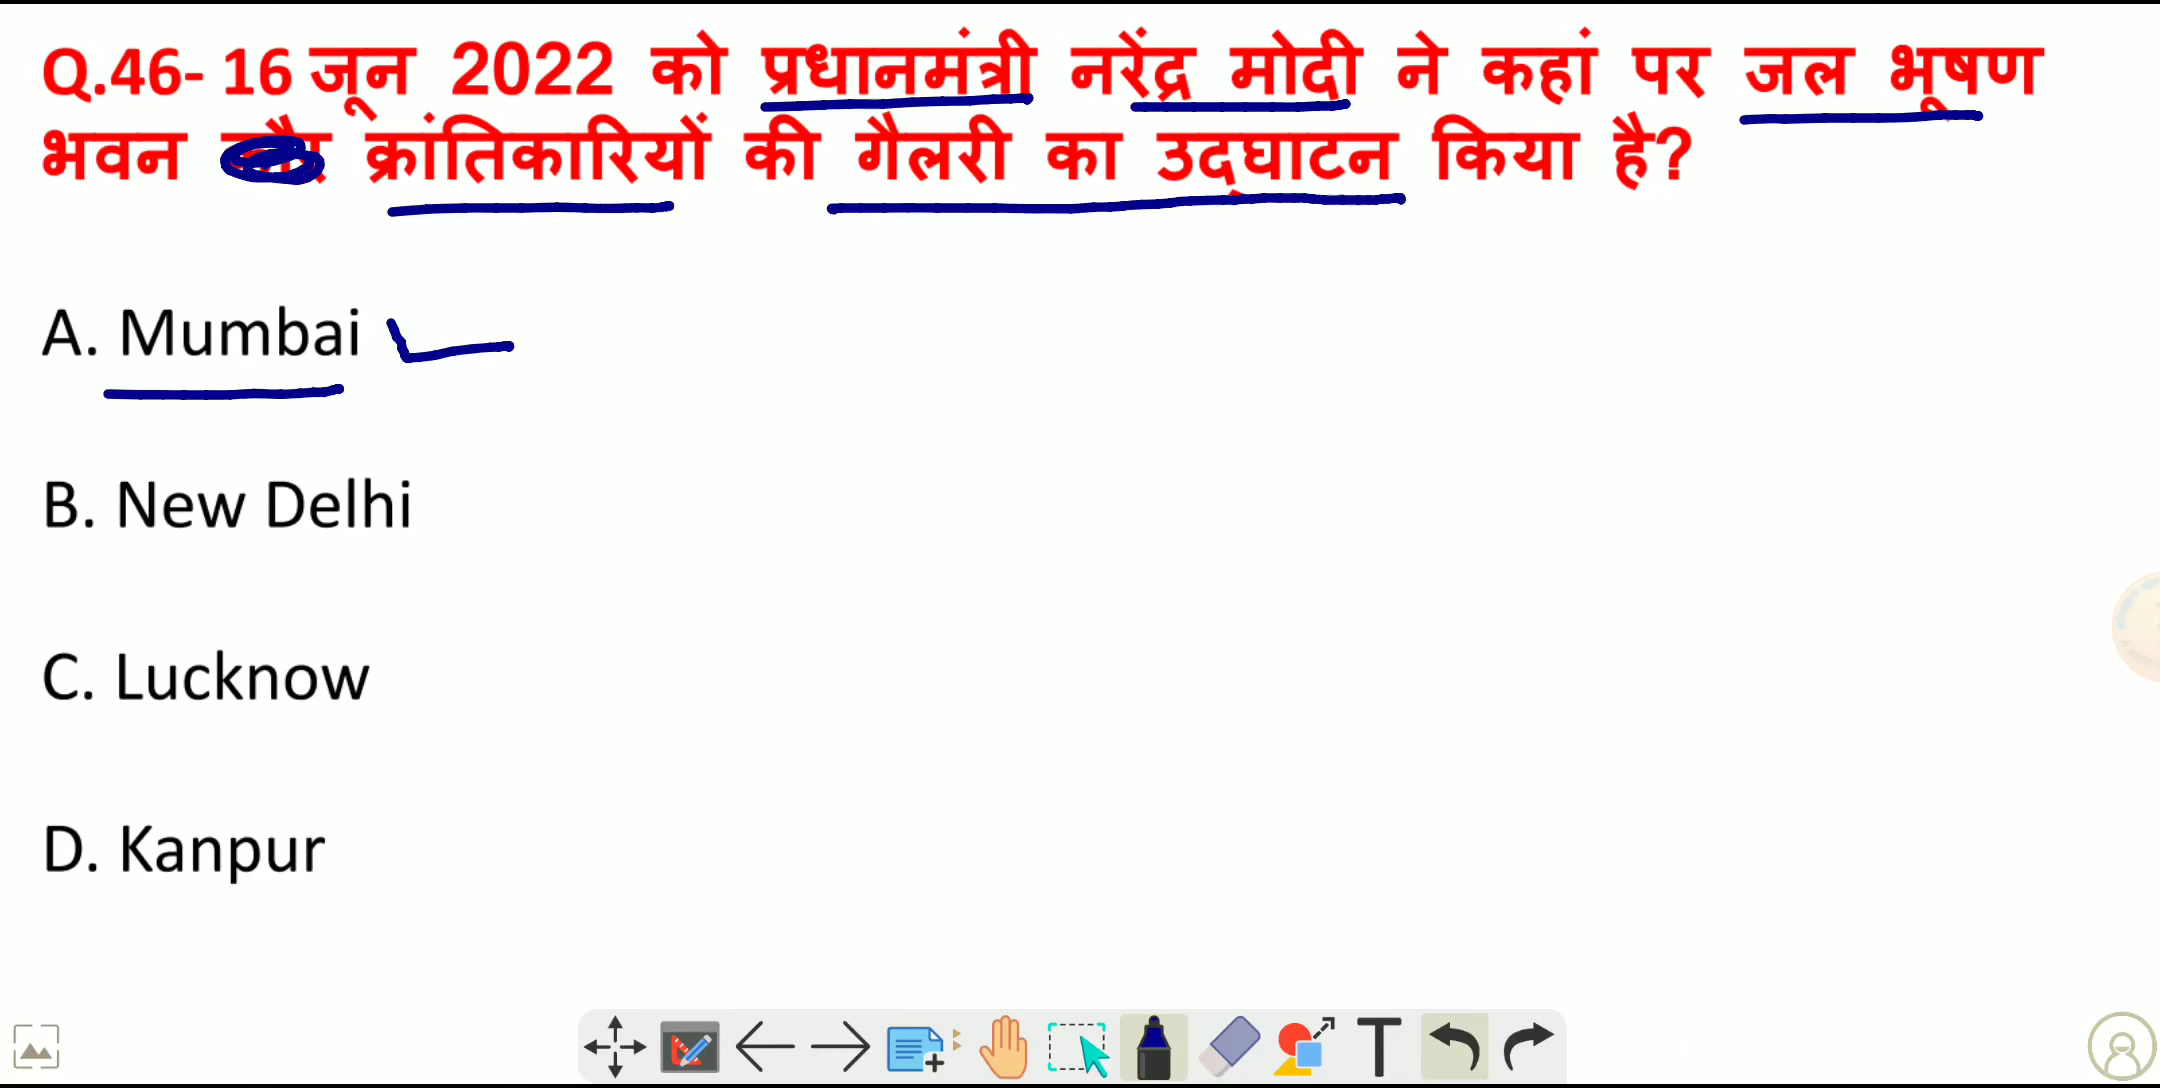 Q.46- 16 जून 2022 को प्रधानमंत्री नरेंद्र मोदी ने कहां पर जल भूषण
भवन और क्रांतिकारियों की गैलरी का उद्घाटन किया है?
A. Mumbai
B. New Delhi
C. Lucknow
D. Kanpur